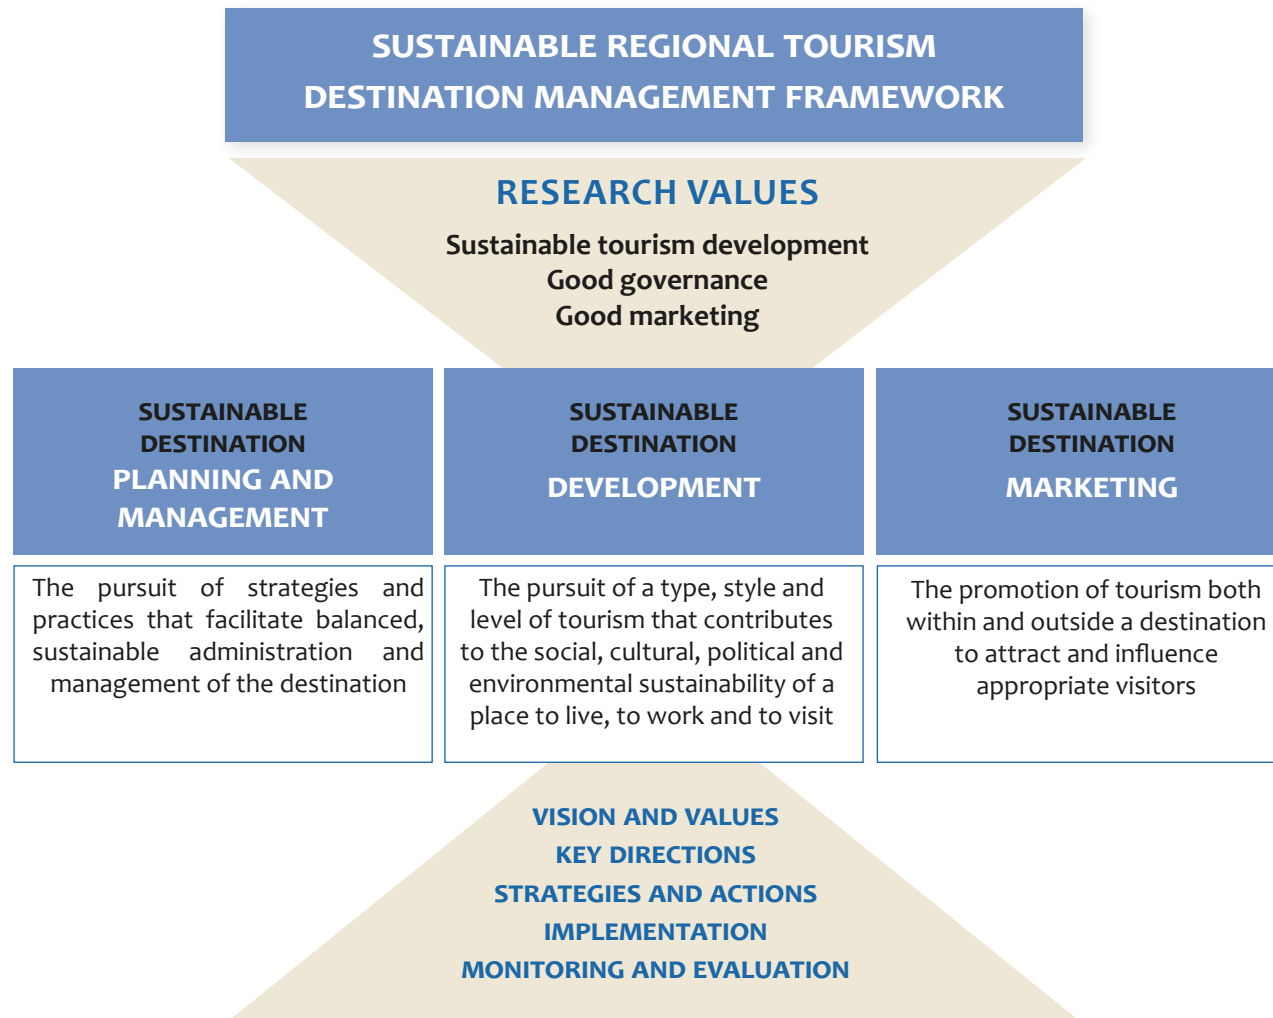 SUSTAINABLE REGIONAL TOURISM
DESTINATION MANAGEMENT FRAMEWORK
RESEARCH VALUES
Sustainable tourism development
Good governance
Good marketing
SUSTAINABLE
DESTINATION
PLANNING AND
MANAGEMENT
The pursuit of strategies and
practices that facilitate balanced,
sustainable administration and
management of the destination
SUSTAINABLE
DESTINATION
DEVELOPMENT
The pursuit of a type, style and
level of tourism that contributes
to the social, cultural, political and
environmental sustainability of a
place to live, to work and to visit
SUSTAINABLE
DESTINATION
MARKETING
The promotion of tourism both
within and outside a destination
to attract and influence
appropriate visitors
VISION AND VALUES
KEY DIRECTIONS
STRATEGIES AND ACTIONS
IMPLEMENTATION
MONITORING AND EVALUATION